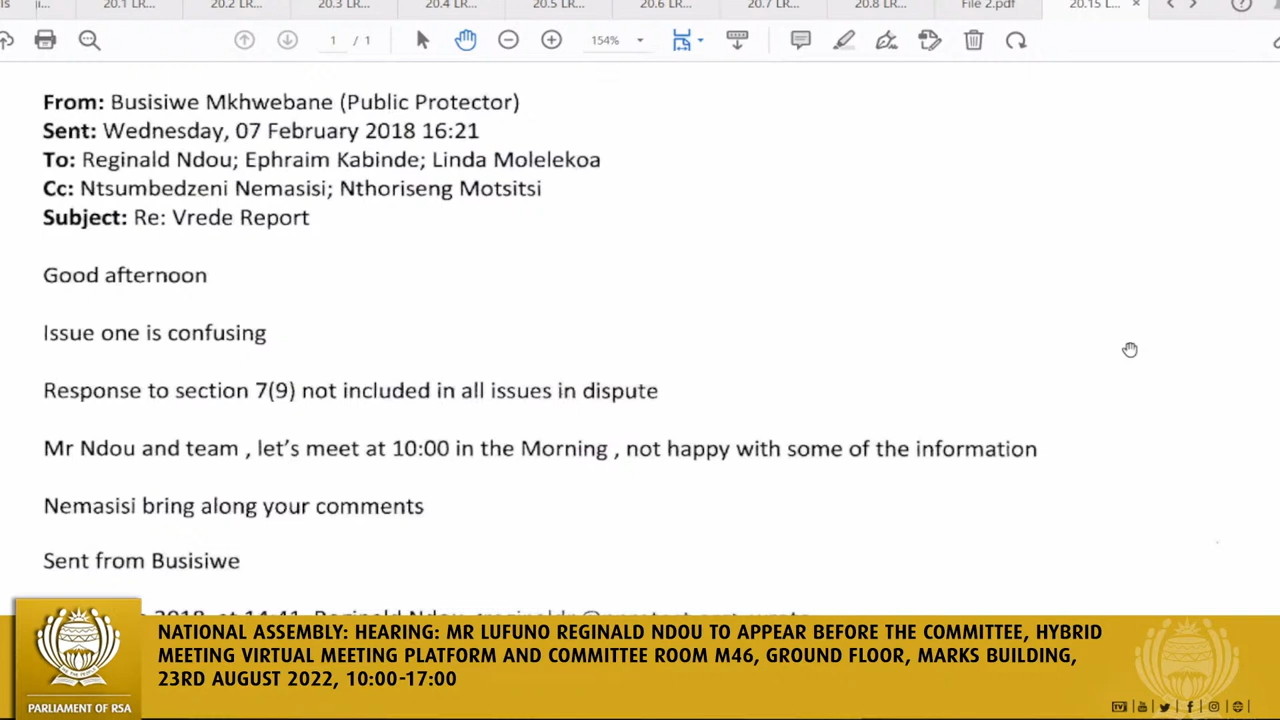 20.1 LR...
20.2 LR...
20.3 LR...
20.4 LR...
20.5 LR...
20.6 LR...
20.7 LR...
20.8 LR...
File 2.pdf
20.15 L...
1 / 1
154%
From: Busisiwe Mkhwebane (Public Protector)
Sent: Wednesday, 07 February 2018 16:21
To: Reginald Ndou; Ephraim Kabinde; Linda Molelekoa
Cc: Ntsumbedzeni Nemasisi; Nthoriseng Motsitsi
Subject: Re: Vrede Report
Good afternoon
Issue one is confusing
Response to section 7(9) not included in all issues in dispute
Mr Ndou and team , let's meet at 10:00 in the Morning , not happy with some of the information
Nemasisi bring along your comments
Sent from Busisiwe
2018, at 14:41, Reginald Ndou
NATIONAL ASSEMBLY: HEARING: MR LUFUNO REGINALD NDOU TO APPEAR BEFORE THE COMMITTEE, HYBRID
MEETING VIRTUAL MEETING PLATFORM AND COMMITTEE ROOM M46, GROUND FLOOR, MARKS BUILDING,
23RD AUGUST 2022, 10:00-17:00
PARLIAMENT OF RSA